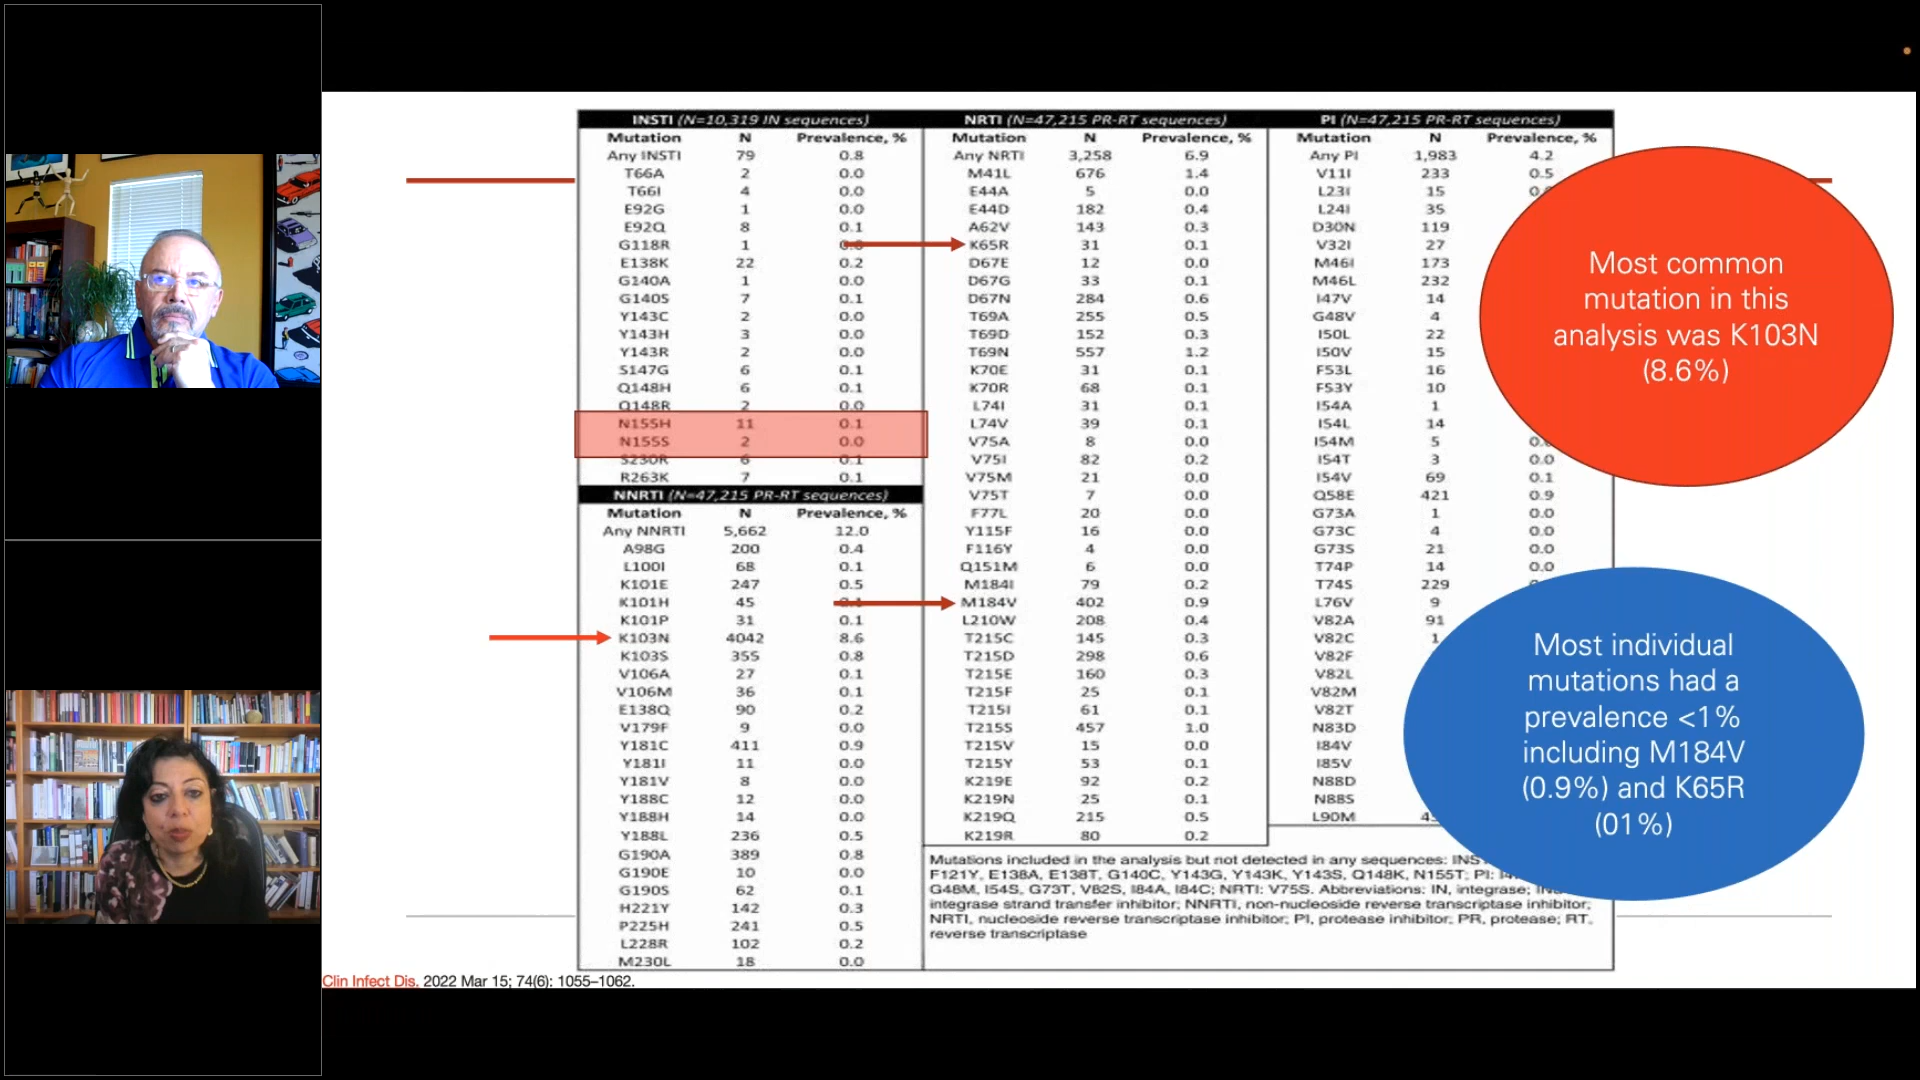 INSTI (N=10,319 IN sequences)
Mutation N Prevalence, %
Any INSTI 79 0.8
T66A 2 0.0
T66I 4 0.0
E92G 1 0.0
E92Q 8 0.1
G118R 1
E138K 22 0.2
G140A 1 0.0
G140S 7 0.1
Y143C 2 0.0
Y143H 3 0.0
Y143R 2 0.0
S147G 6 0.1
Q148H 6 0.1
Q148R 2 0.0
N155H 11 0.1
N155S 2 0.0
S230R 6 0.1
R263K 7 0.1
NNRTI (N=47,215 PR-RT sequences)
Mutation N Prevalence, %
Any NNRTI 5,662 12.0
A98G 200 0.4
L100I 68 0.1
K101E 247 0.5
K101H 45
K101P 31 0.1
K103N 4042 8.6
K103S 355 0.8
V106A 27 0.1
V106M 36 0.1
E138Q 90 0.2
V179F 9 0.0
Y181C 411 0.9
Y181I 11 0.0
Y181V 8 0.0
Y188C 12 0.0
Y188H 14 0.0
Y188L 236 0.5
G190A 389 0.8
G190E 10 0.0
G190S 62 0.1
H221Y 142 0.3
P225H 241 0.5
L228R 102 0.2
M230L 18 0.0
NRTI (N=47,215 PR-RT sequences)
Mutation N Prevalence, %
Any NRTI 3,258 6.9
M41L 676 1.4
E44A 5 0.0
E44D 182 0.4
A62V 143 0.3
K65R 31 0.1
D67E 12 0.0
D67G 33 0.1
D67N 284 0.6
T69A 255 0.5
T69D 152 0.3
T69N 557 1.2
K70E 31 0.1
K70R 68 0.1
L74I 31 0.1
L74V 39 0.1
V75A 8 0.0
V75I 82 0.2
V75M 21 0.0
V75T 7 0.0
F77L 20 0.0
Y115F 16 0.0
F116Y 4 0.0
Q151M 6 0.0
M184I 79 0.2
M184V 402 0.9
L210W 208 0.4
T215C 145 0.3
T215D 298 0.6
T215E 160 0.3
T215F 25 0.1
T215I 61 0.1
T215S 457 1.0
T215V 15 0.0
T215Y 53 0.1
K219E 92 0.2
K219N 25 0.1
K219Q 215 0.5
K219R 80 0.2
PI (N=47,215 PR-RT sequences)
Mutation N Prevalence, %
Any PI 1,983 4.2
V11I 233 0.5
L23I 15
L24I 35
D30N 119
V32I 27
M46I 173
M46L 232
I47V 14
G48V 4
I50L 22
I50V 15
F53L 16
F53Y 10
I54A 1
I54L 14
I54M 5
I54T 3 0.0
I54V 69 0.1
Q58E 421 0.9
G73A 1 0.0
G73C 4 0.0
G73S 21 0.0
T74P 14 0.0
T74S 229
L76V 9
V82A 91
V82C
V82F
V82L
V82M
V82T
N83D
I84V
I85V
N88D
N88S
L90M
Mutations included in the analysis but not detected in any sequences:
F121Y, E138A, E138T, G140C, Y143G, Y143K, Y143S, Q148K, N155T; PI:
G48M, I54S, G73T, V82S, I84A, I84C; NRTI: V75S. Abbreviations: IN, integrase;
integrase strand transfer inhibitor; NNRTI, non-nucleoside reverse transcriptase inhibitor;
NRTI, nucleoside reverse transcriptase inhibitor; PI, protease inhibitor; PR, protease; RT,
reverse transcriptase
Most common
mutation in this
analysis was K103N
(8.6%)
Most individual
mutations had a
prevalence <1%
including M184V
(0.9%) and K65R
(01%)
Clin Infect Dis. 2022 Mar 15; 74(6): 1055–1062.